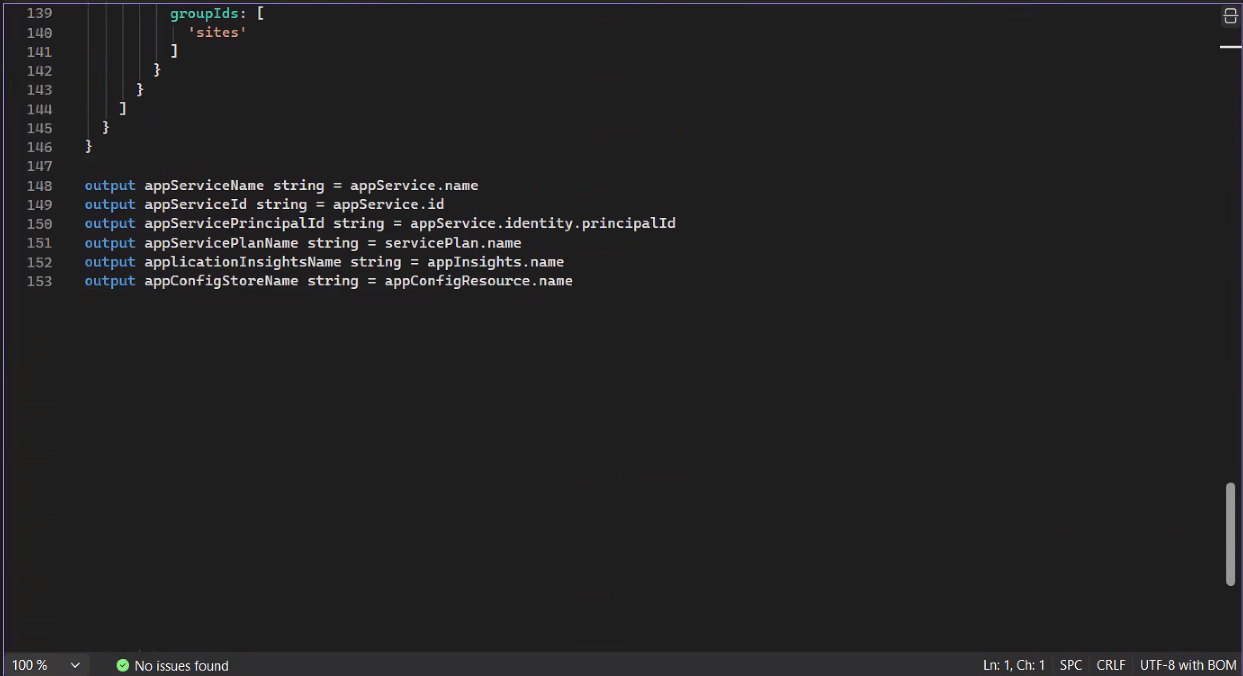 139 groupIds: [
140 'sites'
141 ]
142 }
143 }
144 ]
145 }
146 }
147
148 output appServiceName string = appService.name
149 output appServiceId string = appService.id
150 output appServicePrincipalId string = appService.identity.principalId
151 output appServicePlanName string = servicePlan.name
152 output applicationInsightsName string = appInsights.name
153 output appConfigStoreName string = appConfigResource.name
100 % No issues found Ln: 1, Ch: 1 SPC CRLF UTF-8 with BOM